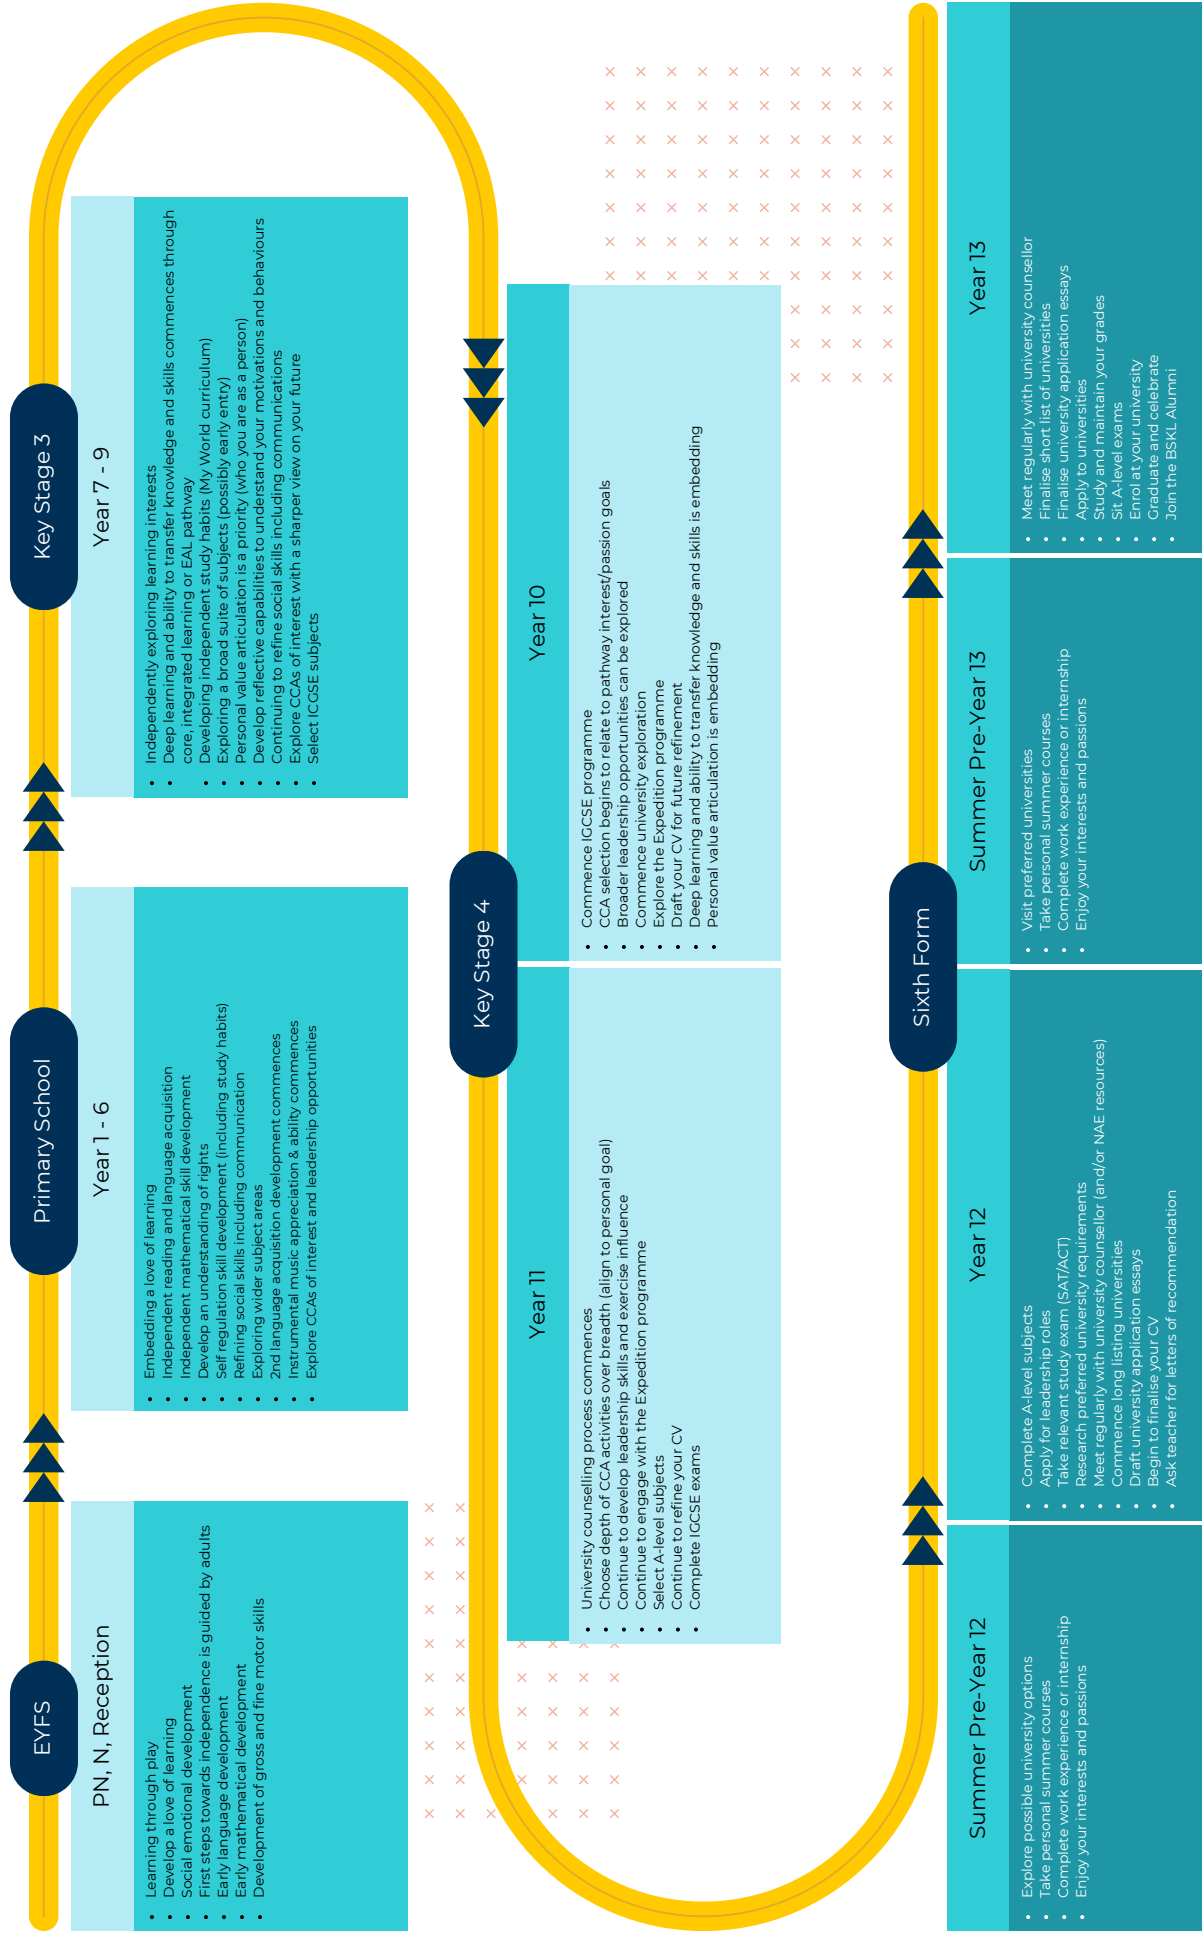 EYFS
PN, N, Reception
• Learning through play
• Develop a love of learning
• Social emotional development
• First steps towards independence is guided by adults
• Early language development
• Early mathematical development
• Development of gross and fine motor skills
Primary School
Year 1 - 6
• Embedding a love of learning
• Independent reading and language acquisition
• Independent mathematical skill development
• Develop an understanding of rights
• Self regulation skill development (including study habits)
• Refining social skills including communication
• Exploring wider subject areas
• 2nd language acquisition development commences
• Instrumental music appreciation & ability commences
• Explore CCAs of interest and leadership opportunities
Key Stage 3
Year 7 - 9
• Independently exploring learning interests
• Deep learning and ability to transfer knowledge and skills commences through
core, integrated learning or EAL pathway
• Developing independent study habits (My World curriculum)
• Exploring a broad suite of subjects (possibly early entry)
• Personal value articulation is a priority (who you are as a person)
• Develop reflective capabilities to understand your motivations and behaviours
• Continuing to refine social skills including communications
• Explore CCAs of interest with a sharper view on your future
• Select ICGSE subjects
Key Stage 4
Year 10
• Commence IGCSE programme
• CCA selection begins to relate to pathway interest/passion goals
• Broader leadership opportunities can be explored
• Commence university exploration
• Explore the Expedition programme
• Draft your CV for future refinement
• Deep learning and ability to transfer knowledge and skills is embedding
• Personal value articulation is embedding
Year 11
• University counselling process commences
• Choose depth of CCA activities over breadth (align to personal goal)
• Continue to develop leadership skills and exercise influence
• Continue to engage with the Expedition programme
• Select A-level subjects
• Continue to refine your CV
• Complete IGCSE exams
Sixth Form
Summer Pre-Year 12
• Explore possible university options
• Take personal summer courses
• Complete work experience or internship
• Enjoy your interests and passions
Year 12
• Complete A-level subjects
• Apply for leadership roles
• Take relevant study exam (SAT/ACT)
• Research preferred university requirements
• Meet regularly with university counsellor (and/or NAE resources)
• Commence long listing universities
• Draft university application essays
• Begin to finalise your CV
• Ask teacher for letters of recommendation
Summer Pre-Year 13
• Visit preferred universities
• Take personal summer courses
• Complete work experience or internship
• Enjoy your interests and passions
Year 13
• Meet regularly with university counsellor
• Finalise short list of universities
• Finalise university application essays
• Apply to universities
• Study and maintain your grades
• Sit A-level exams
• Enrol at your university
• Graduate and celebrate
• Join the BSKL Alumni